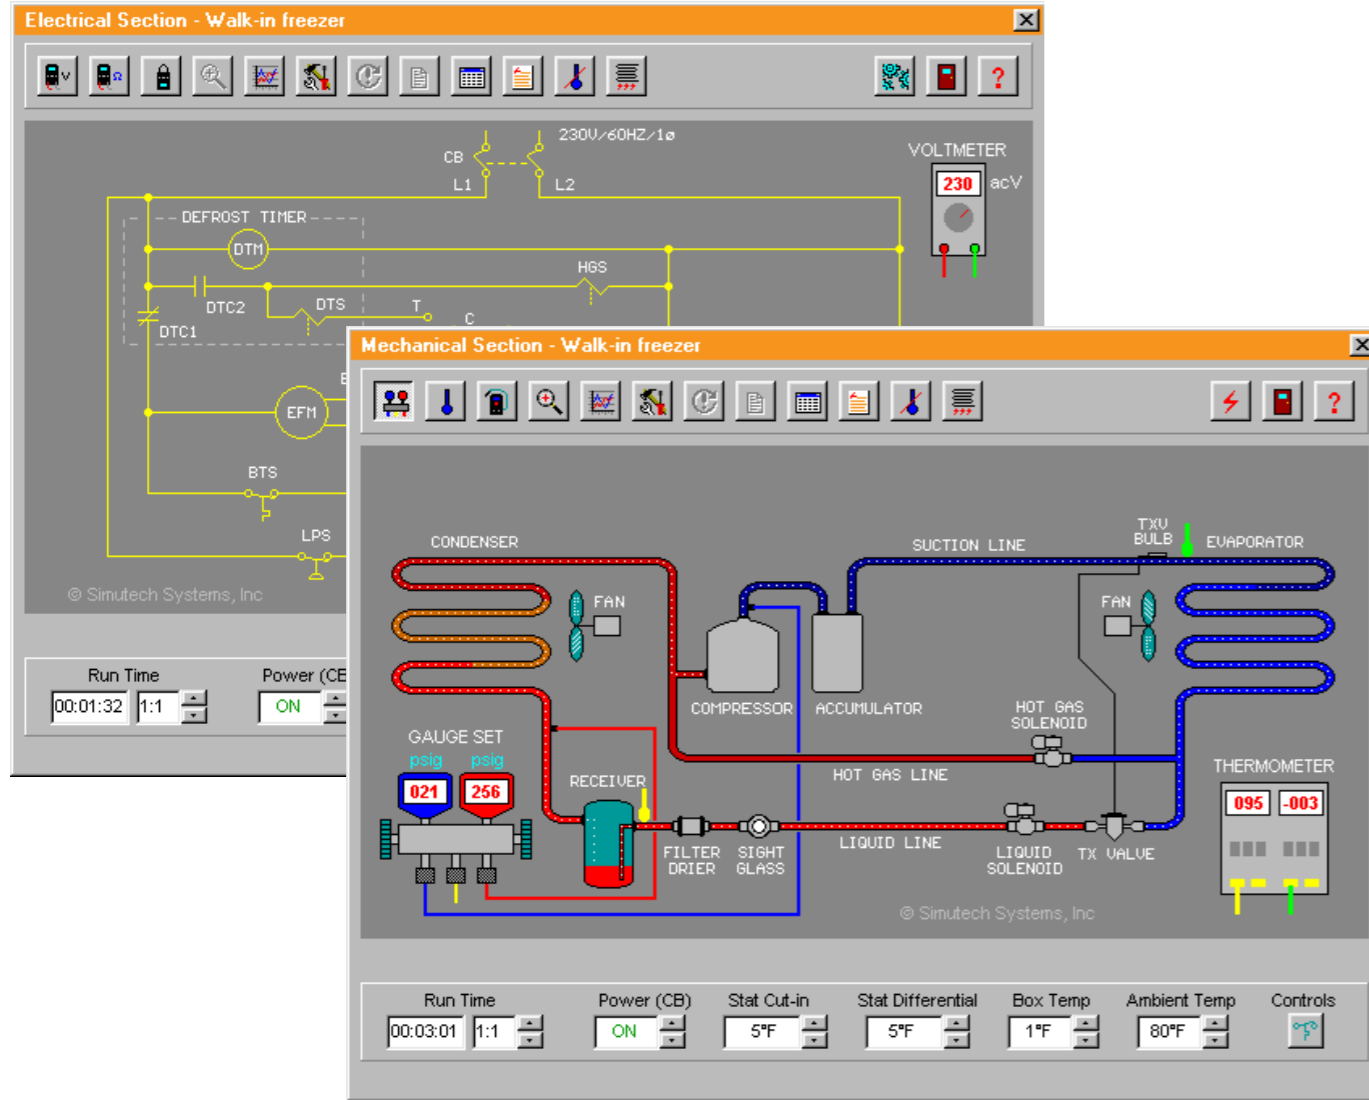 Electrical Section - Walk-in freezer
V
Ω
?
230V/60HZ/1ø
CB
L1
L2
VOLTMETER
230 acV
DEFROST TIMER
DTM
HGS
DTC2
DTS
T
C
DTC1
EFM
BTS
LPS
© Simutech Systems, Inc
Run Time
Power (CB
00:01:32
1:1
ON
Mechanical Section - Walk-in freezer
?
CONDENSER
SUCTION LINE
TXV
BULB
EVAPORATOR
FAN
FAN
COMPRESSOR
ACCUMULATOR
HOT GAS
SOLENOID
GAUGE SET
psig psig
021 256
RECEIVER
HOT GAS LINE
THERMOMETER
095 -003
FILTER
DRIER
SIGHT
GLASS
LIQUID LINE
LIQUID
SOLENOID
TX VALVE
© Simutech Systems, Inc
Run Time
Power (CB)
Stat Cut-in
Stat Differential
Box Temp
Ambient Temp
Controls
00:03:01
1:1
ON
5°F
5°F
1°F
80°F